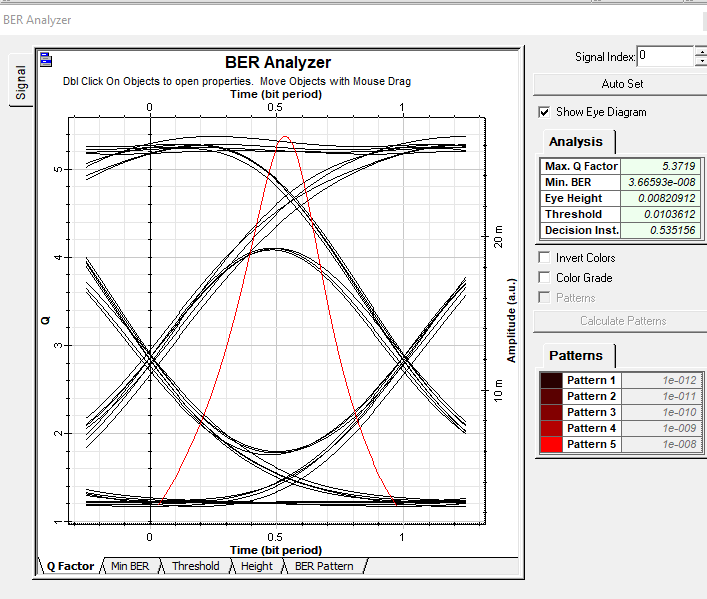 BER Analyzer
Signal Index: 0
Auto Set
Show Eye Diagram
Signal
BER Analyzer
Dbl Click On Objects to open properties. Move Objects with Mouse Drag
Time (bit period)
0 0.5 1
Q
5
4
3
2
1
20 m
10 m
Amplitude (a.u.)
0 0.5 1
Time (bit period)
Q Factor Min BER Threshold Height BER Pattern
Analysis
Max. Q Factor 5.3719
Min. BER 3.66593e-008
Eye Height 0.00820912
Threshold 0.0103612
Decision Inst. 0.535156
Invert Colors
Color Grade
Patterns
Calculate Patterns
Patterns
Pattern 1 1e-012
Pattern 2 1e-011
Pattern 3 1e-010
Pattern 4 1e-009
Pattern 5 1e-008